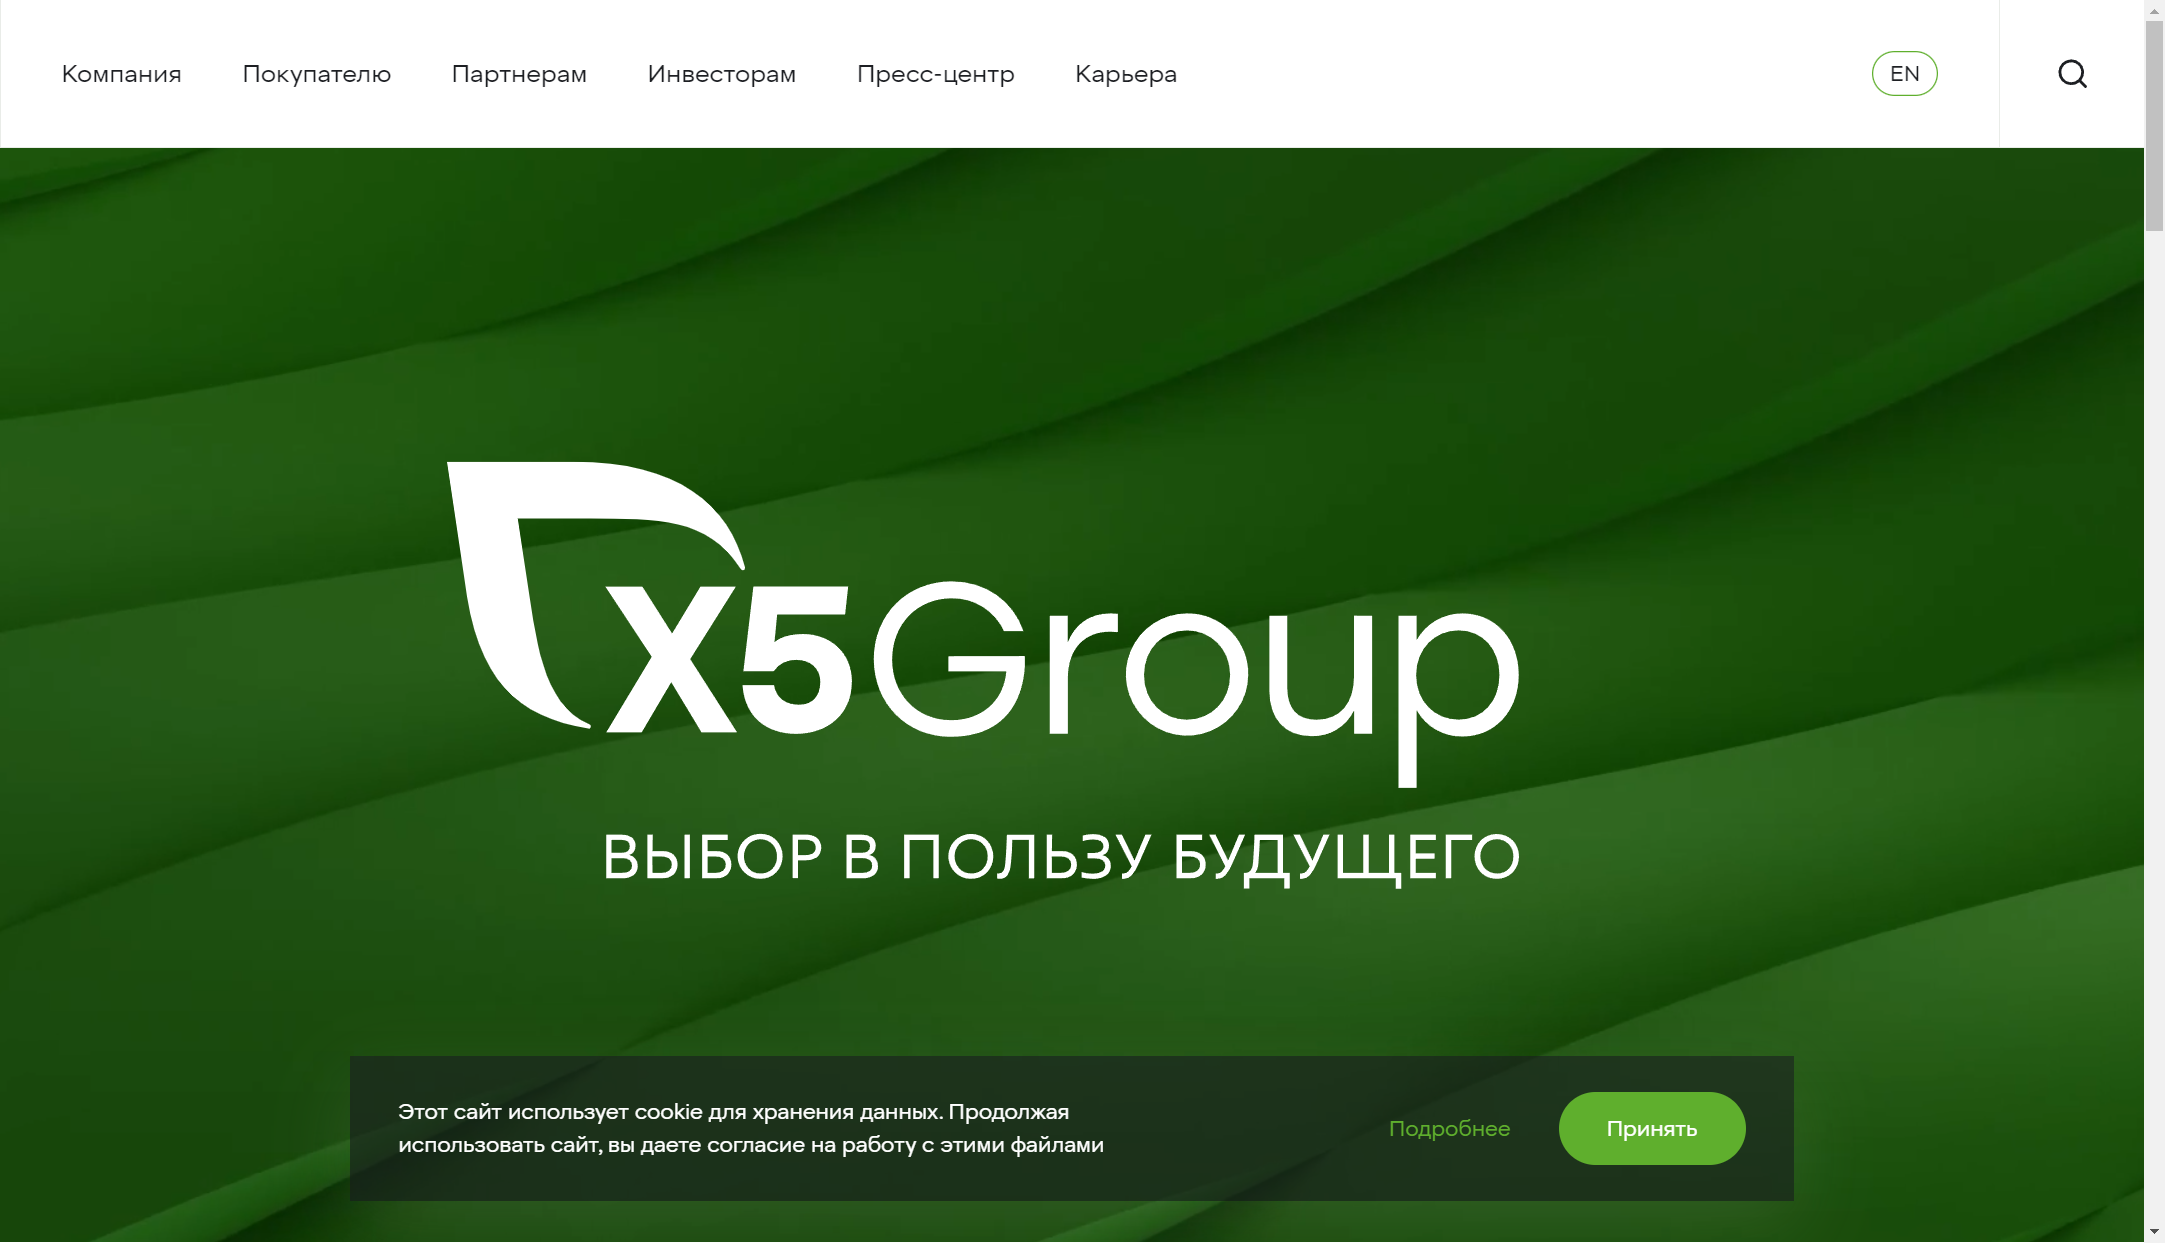 Компания Покупателю Партнерам Инвесторам Пресс-центр Карьера EN
X5Group
ВЫБОР В ПОЛЬЗУ БУДУЩЕГО
Этот сайт использует cookie для хранения данных. Продолжая
использовать сайт, вы даете согласие на работу с этими файлами
Подробнее
Принять